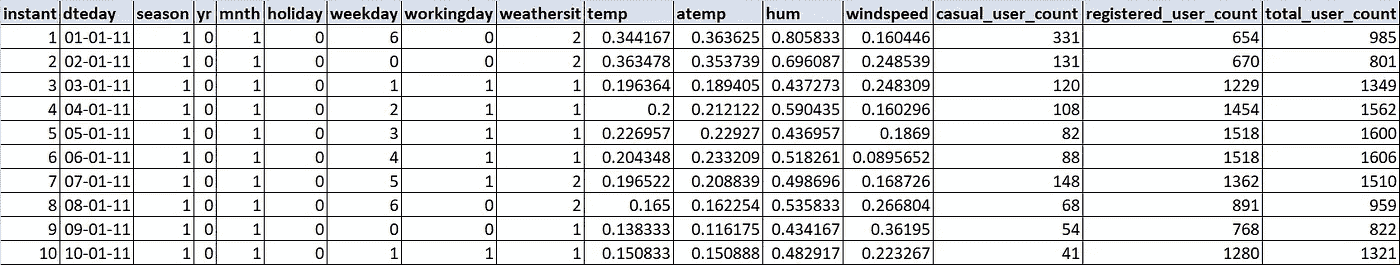 instant dteday season yr mnth holiday weekday workingday weathersit temp atemp hum windspeed casual_user_count registered_user_count total_user_count
1 01-01-11 1 0 1 0 6 0 2 0.344167 0.363625 0.805833 0.160446 331 654 985
2 02-01-11 1 0 1 0 0 0 2 0.363478 0.353739 0.696087 0.248539 131 670 801
3 03-01-11 1 0 1 0 1 1 1 0.196364 0.189405 0.437273 0.248309 120 1229 1349
4 04-01-11 1 0 1 0 2 1 1 0.2 0.212122 0.590435 0.160296 108 1454 1562
5 05-01-11 1 0 1 0 3 1 1 0.226957 0.22927 0.436957 0.1869 82 1518 1600
6 06-01-11 1 0 1 0 4 1 1 0.204348 0.233209 0.518261 0.0895652 88 1518 1606
7 07-01-11 1 0 1 0 5 1 2 0.196522 0.208839 0.498696 0.168726 148 1362 1510
8 08-01-11 1 0 1 0 6 0 2 0.165 0.162254 0.535833 0.266804 68 891 959
9 09-01-11 1 0 1 0 0 0 1 0.138333 0.116175 0.434167 0.36195 54 768 822
10 10-01-11 1 0 1 0 1 1 1 0.150833 0.150888 0.482917 0.223267 41 1280 1321